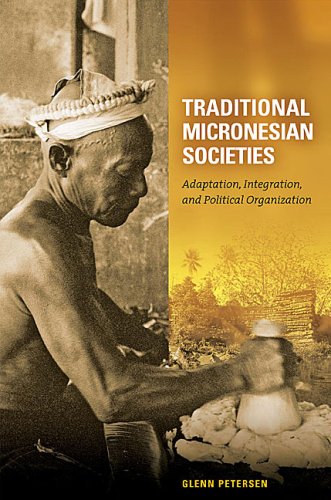 TRADITIONAL
MICRONESIAN
SOCIETIES
Adaptation, Integration,
and Political Organization
GLENN PETERSEN